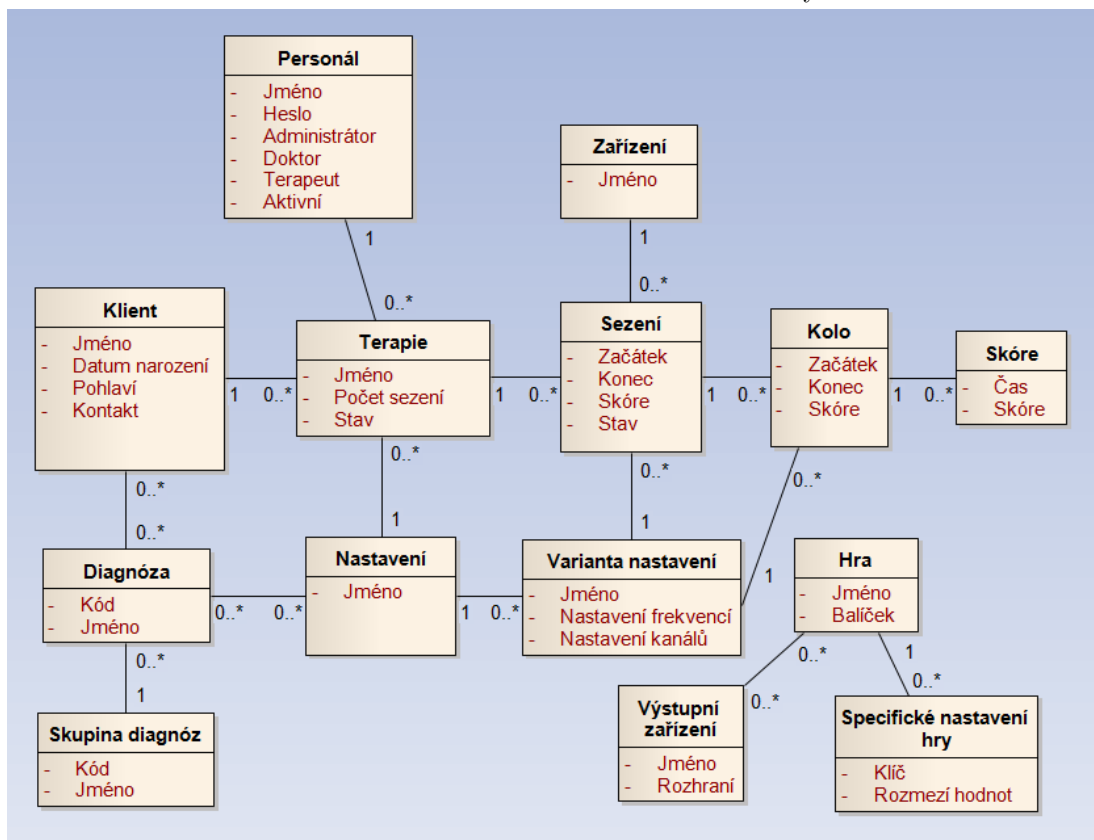 Personál
- Jméno
- Heslo
- Administrátor
- Doktor
- Terapeut
- Aktivní
Zařízení
- Jméno
1
0..*
1
0..*
Klient
- Jméno
- Datum narození
- Pohlaví
- Kontakt
1 0..*
Terapie
- Jméno
- Počet sezení
- Stav
1 0..*
Sezení
- Začátek
- Konec
- Skóre
- Stav
1 0..*
Kolo
- Začátek
- Konec
- Skóre
1 0..*
Skóre
- Čas
- Skóre
0..*
0..*
0..*
1
0..*
1
0..*
1
Diagnóza
- Kód
- Jméno
0..* 0..*
Nastavení
- Jméno
1 0..*
Varianta nastavení
- Jméno
- Nastavení frekvencí
- Nastavení kanálů
Hra
- Jméno
- Balíček
0..*
1
0..*
0..*
1
0..*
Skupina diagnóz
- Kód
- Jméno
Výstupní
zařízení
- Jméno
- Rozhraní
Specifické nastavení
hry
- Klíč
- Rozmezí hodnot